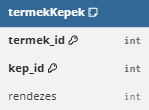 termekKepek
termek_id int
kep_id int
rendezes int